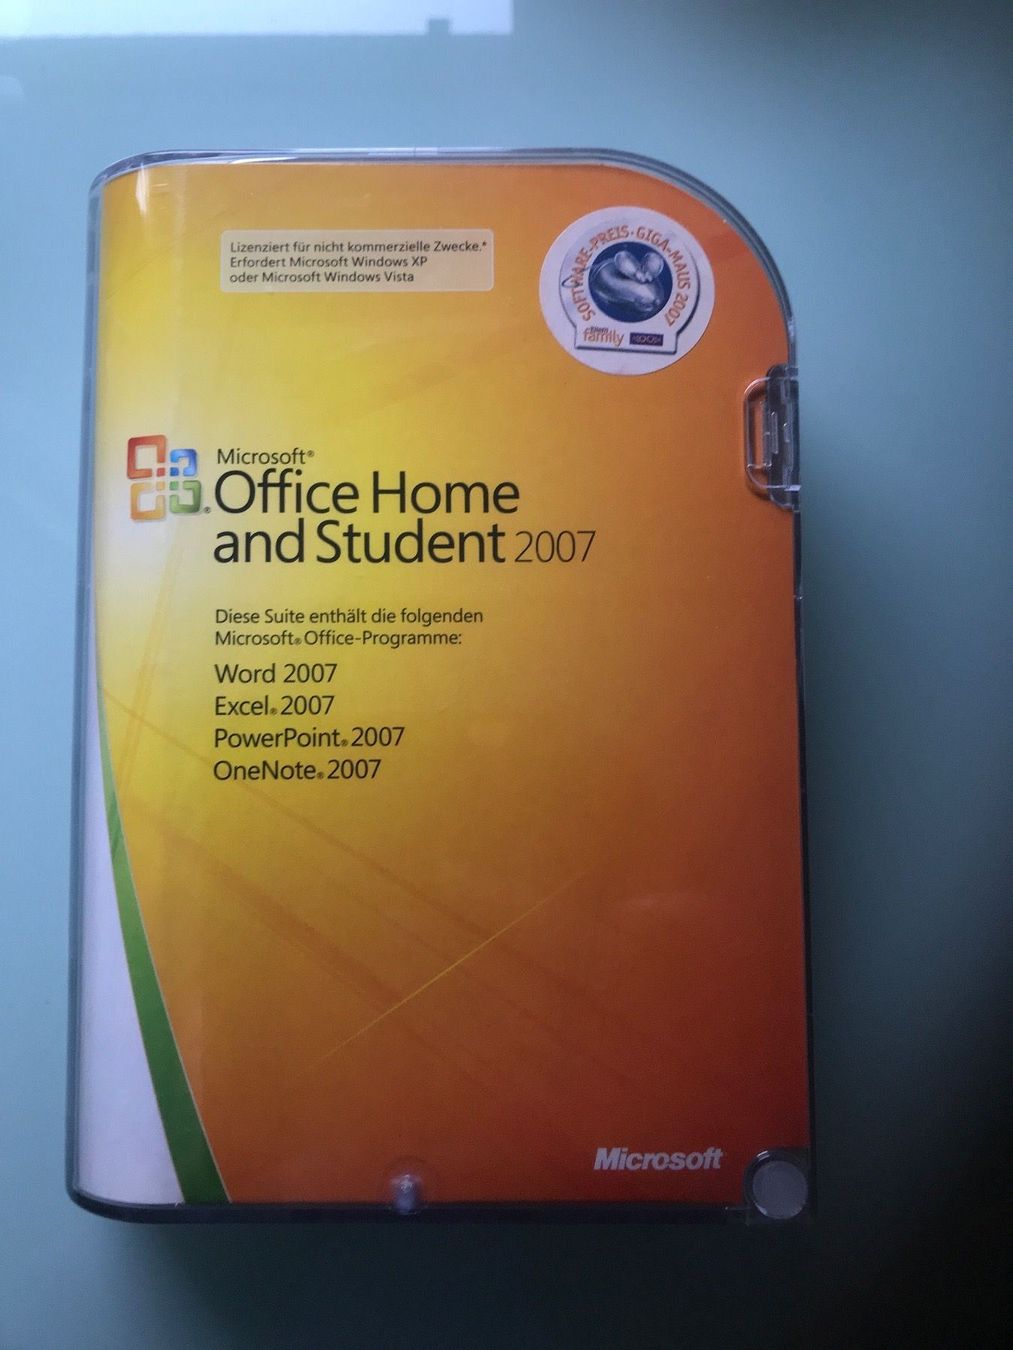 Lizenziert für nicht kommerzielle Zwecke.*
Erfordert Microsoft Windows XP
oder Microsoft Windows Vista
SOFTWARE-PREIS·GIGA-MAUS 2007
Eltern
family
Microsoft®
Office Home
and Student 2007
Diese Suite enthält die folgenden
Microsoft® Office-Programme:
Word 2007
Excel® 2007
PowerPoint® 2007
OneNote® 2007
Microsoft